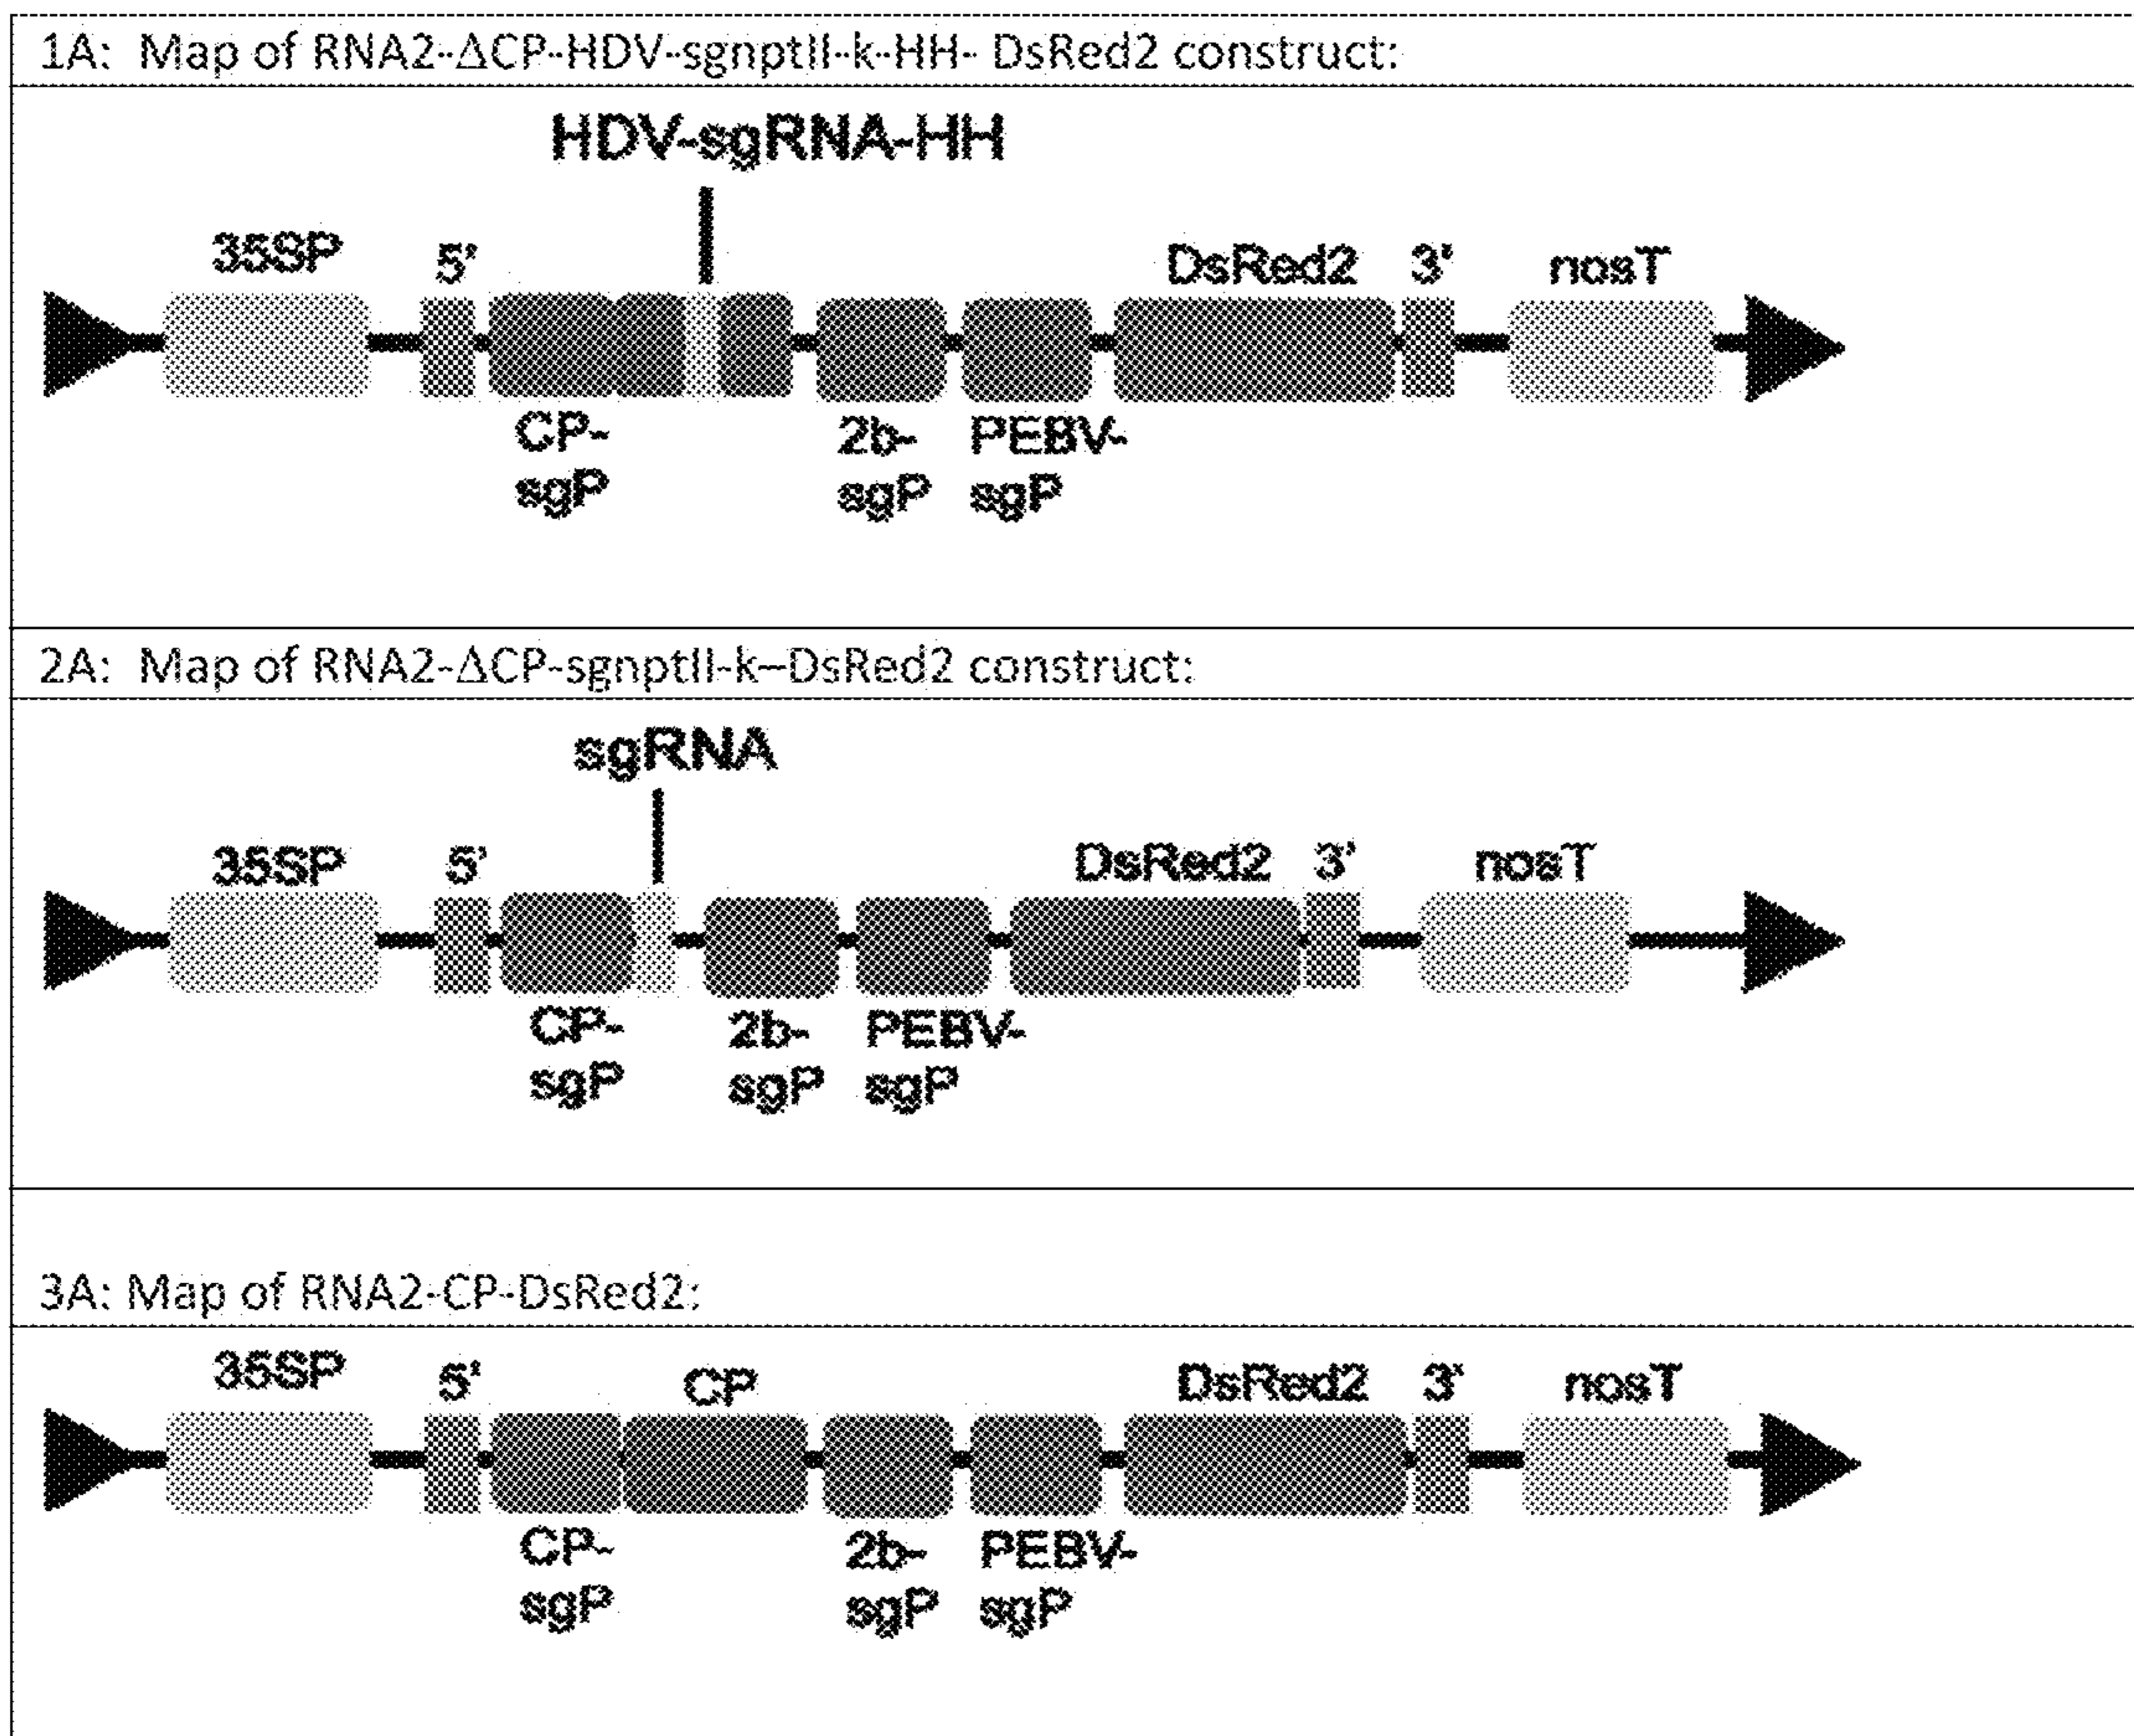 1A: Map of RNA2-ΔCP-HDV-sgnptII-k-HH- DsRed2 construct:
HDV-sgRNA-HH
35SP 5' DsRed2 3' nosT
CP- 2b- PEBV-
sgP sgP sgP
2A: Map of RNA2-ΔCP-sgnptII-k–DsRed2 construct:
sgRNA
35SP 5' DsRed2 3' nosT
CP- 2b- PEBV-
sgP sgP sgP
3A: Map of RNA2-CP-DsRed2:
35SP 5' CP DsRed2 3' nosT
CP- 2b- PEBV-
sgP sgP sgP